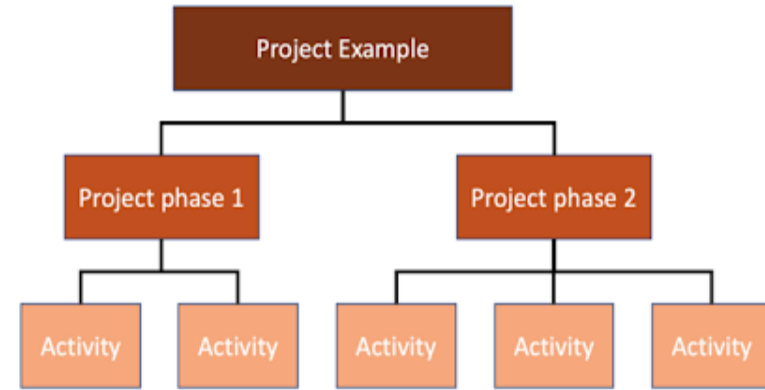 Project Example
Project phase 1
Project phase 2
Activity
Activity
Activity
Activity
Activity